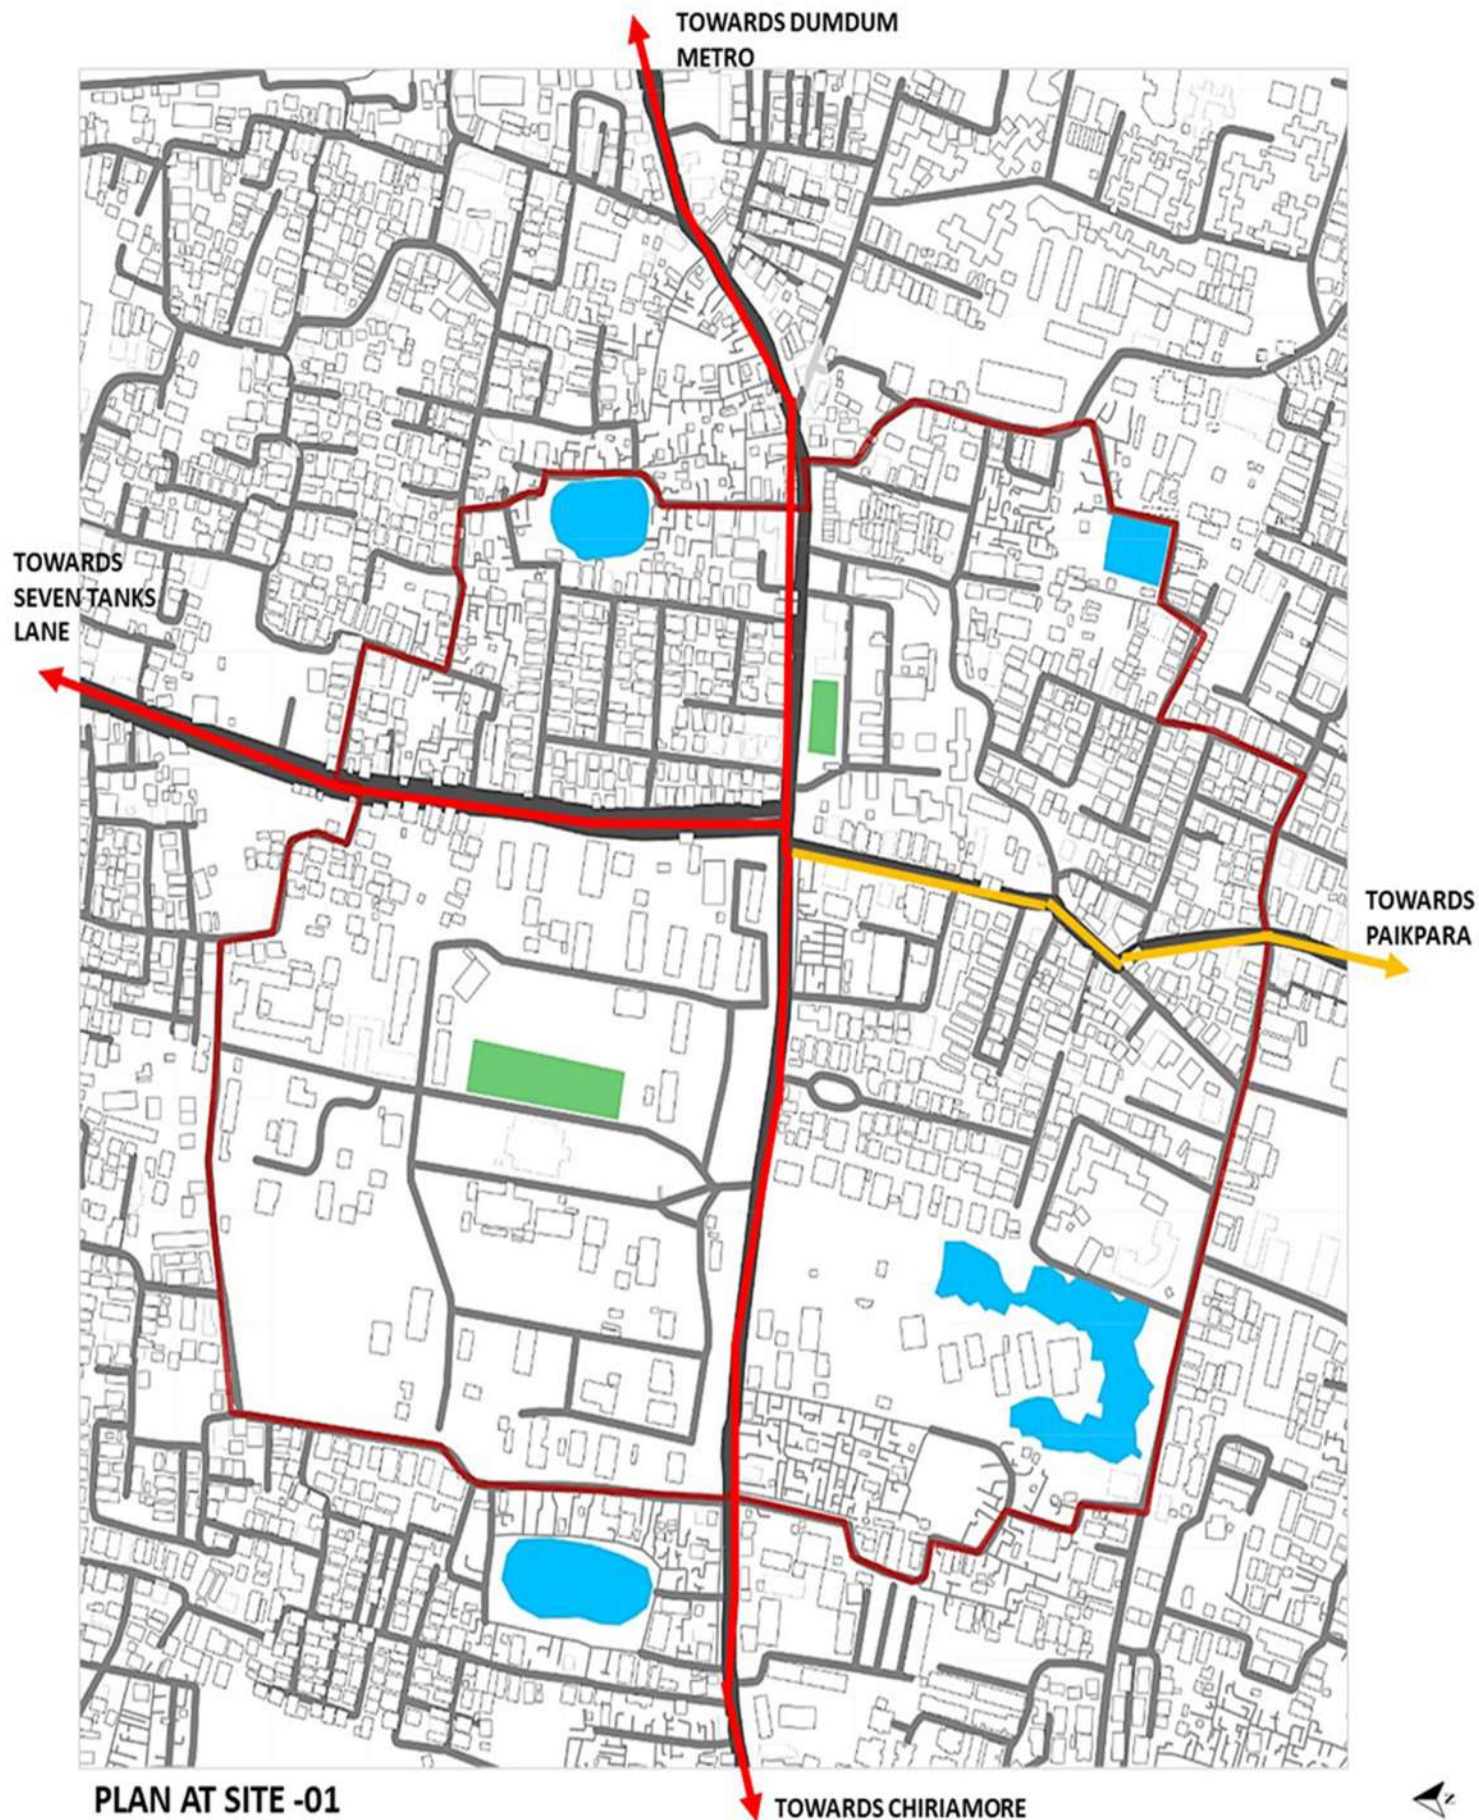 TOWARDS DUMDUM
METRO
TOWARDS
SEVEN TANKS
LANE
TOWARDS
PAIKPARA
PLAN AT SITE -01
TOWARDS CHIRIAMORE
N